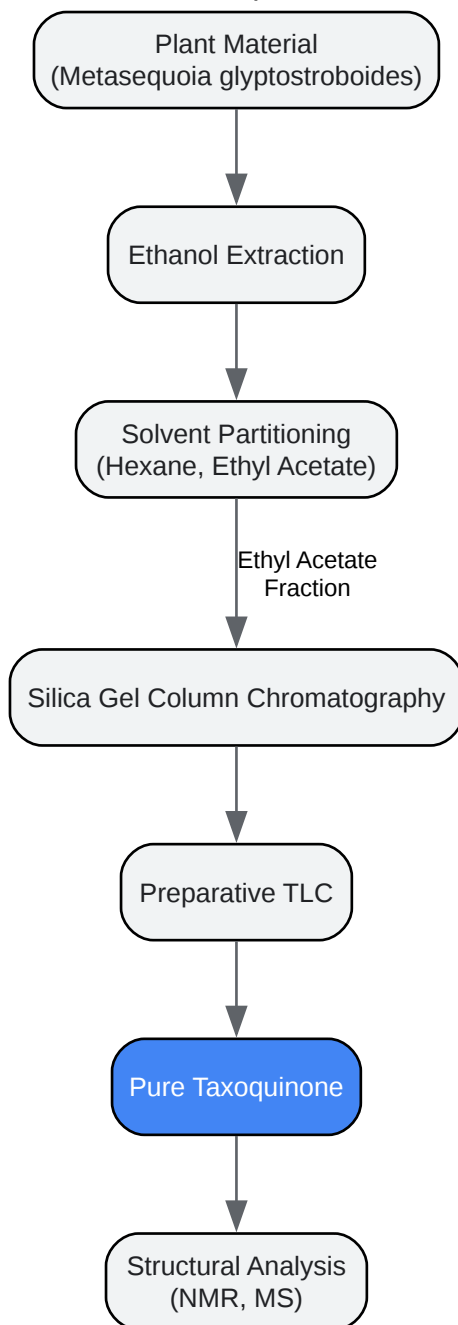 Plant Material
(Metasequoia glyptostroboides)
Ethanol Extraction
Solvent Partitioning
(Hexane, Ethyl Acetate)
Ethyl Acetate
Fraction
Silica Gel Column Chromatography
Preparative TLC
Pure Taxoquinone
Structural Analysis
(NMR, MS)